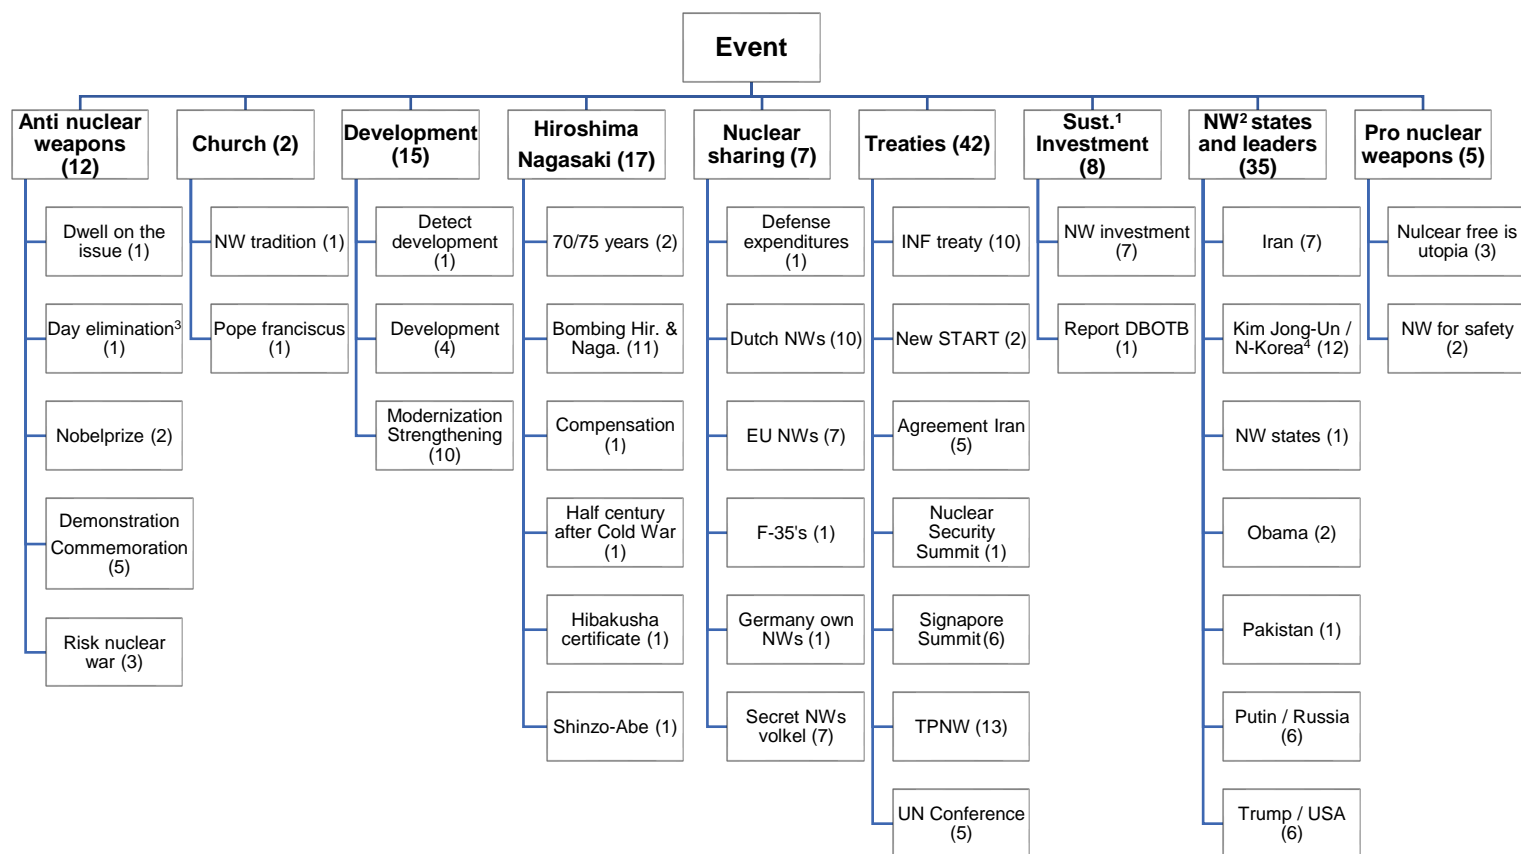 Event
Anti nuclear
weapons
(12)
Dwell on the
issue (1)
Day elimination³
(1)
Nobelprize (2)
Demonstration
Commemoration
(5)
Risk nuclear
war (3)
Church (2)
NW tradition (1)
Pope franciscus
(1)
Development
(15)
Detect
development
(1)
Development
(4)
Modernization
Strengthening
(10)
Hiroshima
Nagasaki (17)
70/75 years (2)
Bombing Hir. &
Naga. (11)
Compensation
(1)
Half century
after Cold War
(1)
Hibakusha
certificate (1)
Shinzo-Abe (1)
Nuclear
sharing (7)
Defense
expenditures
(1)
Dutch NWs (10)
EU NWs (7)
F-35's (1)
Germany own
NWs (1)
Secret NWs
volkel (7)
Treaties (42)
INF treaty (10)
New START (2)
Agreement Iran
(5)
Nuclear
Security
Summit (1)
Signapore
Summit (6)
TPNW (13)
UN Conference
(5)
Sust.¹
Investment
(8)
NW investment
(7)
Report DBOTB
(1)
NW² states
and leaders
(35)
Iran (7)
Kim Jong-Un /
N-Korea⁴ (12)
NW states (1)
Obama (2)
Pakistan (1)
Putin / Russia
(6)
Trump / USA
(6)
Pro nuclear
weapons (5)
Nulcear free is
utopia (3)
NW for safety
(2)